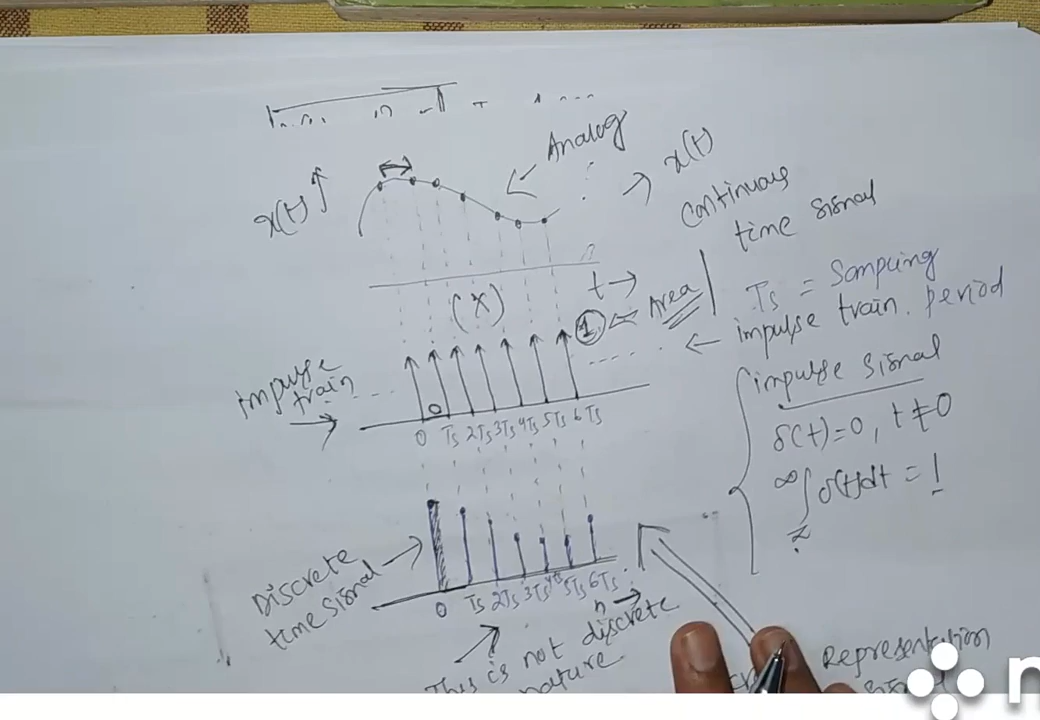 Analog
x(t)
x(t)
continuous
time signal
t
(x)
1
Area
Ts = Sampling
period
impulse train.
Impulse
train
0 Ts 2Ts 3Ts 4Ts 5Ts 6Ts
impulse signal
δ(t)=0, t≠0
∞∫δ(t)dt = 1
Discrete
time signal
0 Ts 2Ts 3Ts 4Ts 5Ts 6Ts
n
This is not discrete
nature
Representation
signal